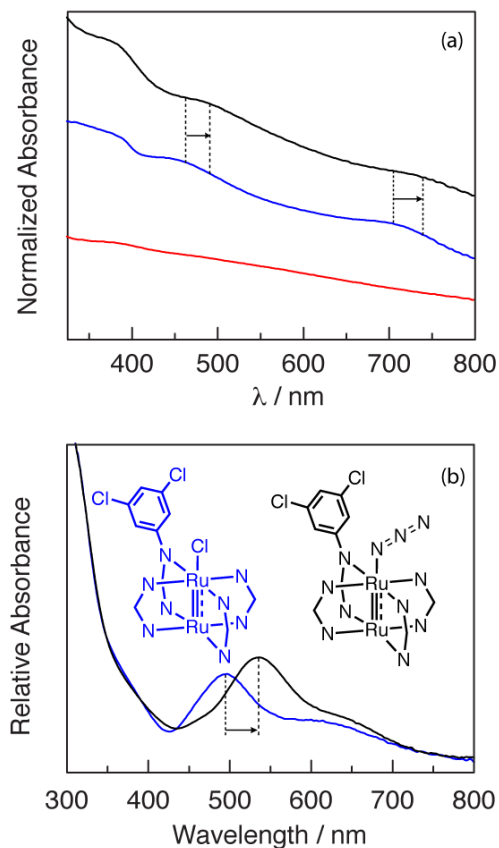 (a)
Normalized Absorbance
400 500 600 700 800
λ / nm
(b)
Cl
Cl
Cl
N
Ru
N
N
N
N
N
Ru
N
N
N
Cl
Cl
N
N
N
N
Ru
N
N
N
N
N
Ru
N
N
N
Relative Absorbance
300 400 500 600 700 800
Wavelength / nm